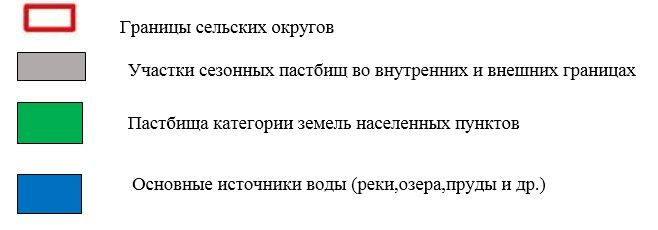 Границы сельских округов
Участки сезонных пастбищ во внутренних и внешних границах
Пастбища категории земель населенных пунктов
Основные источники воды (реки,озера,пруды и др.)